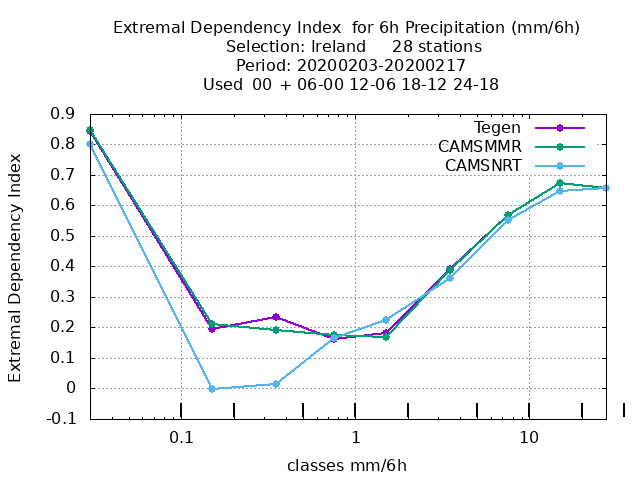 Extremal Dependency Index  for 6h Precipitation (mm/6h)
Selection: Ireland     28 stations
Period: 20200203-20200217
Used  00  + 06-00 12-06 18-12 24-18
Extremal Dependency Index
0.9
0.8
0.7
0.6
0.5
0.4
0.3
0.2
0.1
0
-0.1
Tegen
CAMSMMR
CAMSNRT
0.1
1
10
classes mm/6h